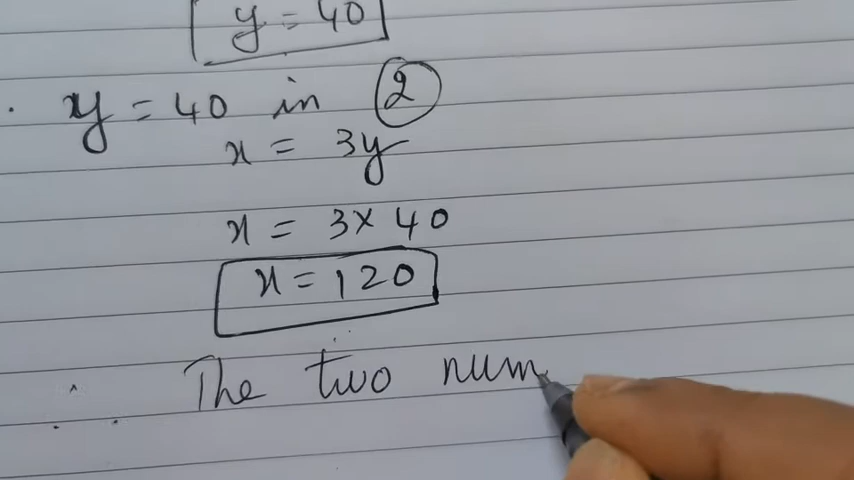 y = 40
y = 40 in 2
x = 3y
x = 3 × 40
x = 120
∴ The two num